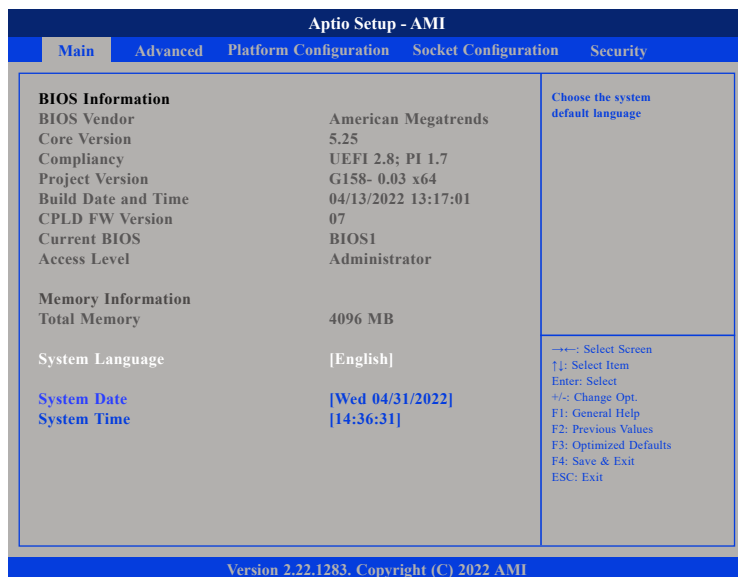 Aptio Setup - AMI
Main Advanced Platform Configuration Socket Configuration Security
BIOS Information
BIOS Vendor American Megatrends
Core Version 5.25
Compliancy UEFI 2.8; PI 1.7
Project Version G158- 0.03 x64
Build Date and Time 04/13/2022 13:17:01
CPLD FW Version 07
Current BIOS BIOS1
Access Level Administrator
Memory Information
Total Memory 4096 MB
System Language [English]
System Date [Wed 04/31/2022]
System Time [14:36:31]
Choose the system
default language
→←: Select Screen
↑↓: Select Item
Enter: Select
+/-: Change Opt.
F1: General Help
F2: Previous Values
F3: Optimized Defaults
F4: Save & Exit
ESC: Exit
Version 2.22.1283. Copyright (C) 2022 AMI